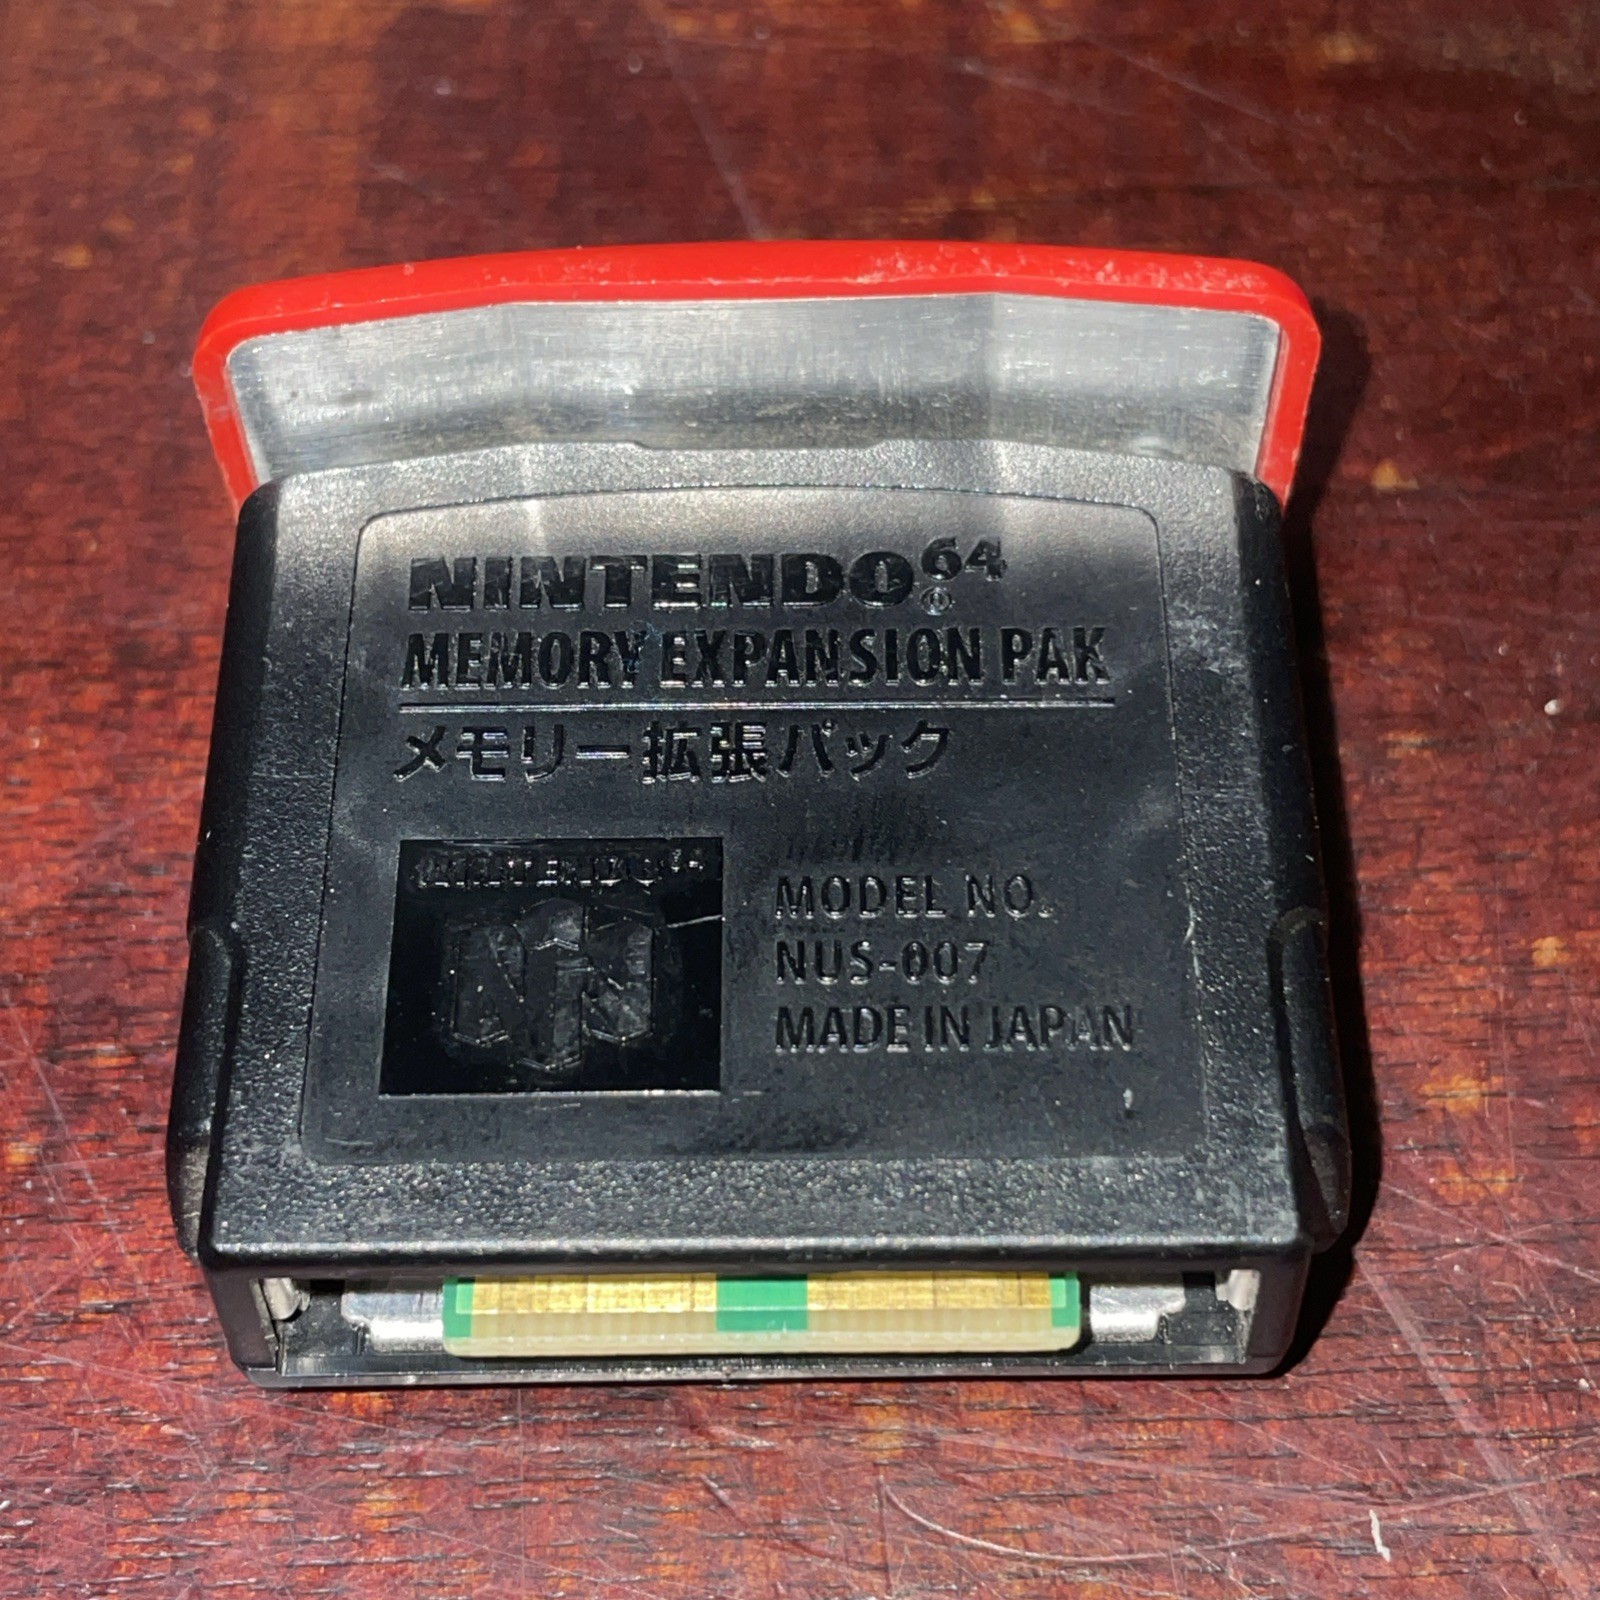 NINTENDO64®
MEMORY EXPANSION PAK
メモリー拡張パック
NINTENDO64
MODEL NO.
NUS-007
MADE IN JAPAN